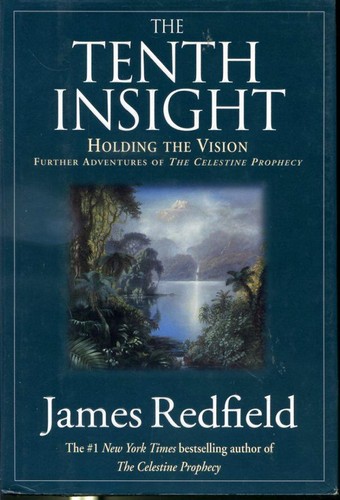 THE
TENTH
INSIGHT
HOLDING THE VISION
FURTHER ADVENTURES OF THE CELESTINE PROPHECY
James Redfield
The #1 New York Times bestselling author of
The Celestine Prophecy